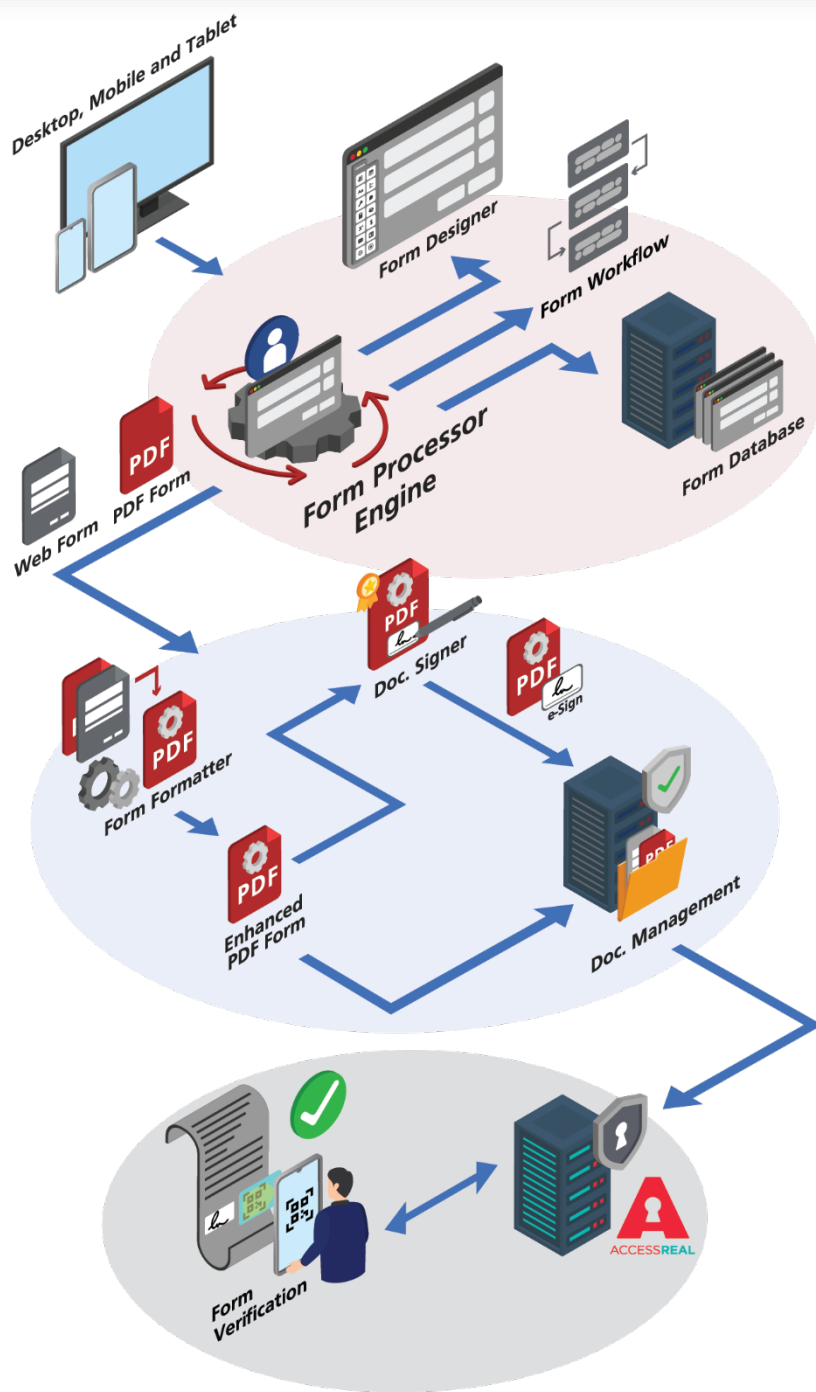 Desktop, Mobile and Tablet
Form Designer
Form Workflow
Form Database
Form Processor
Engine
PDF
PDF Form
Web Form
PDF
Doc. Signer
PDF
e-Sign
PDF
Form Formatter
PDF
Enhanced
PDF Form
PDF
Doc. Management
ACCESSREAL
Form
Verification